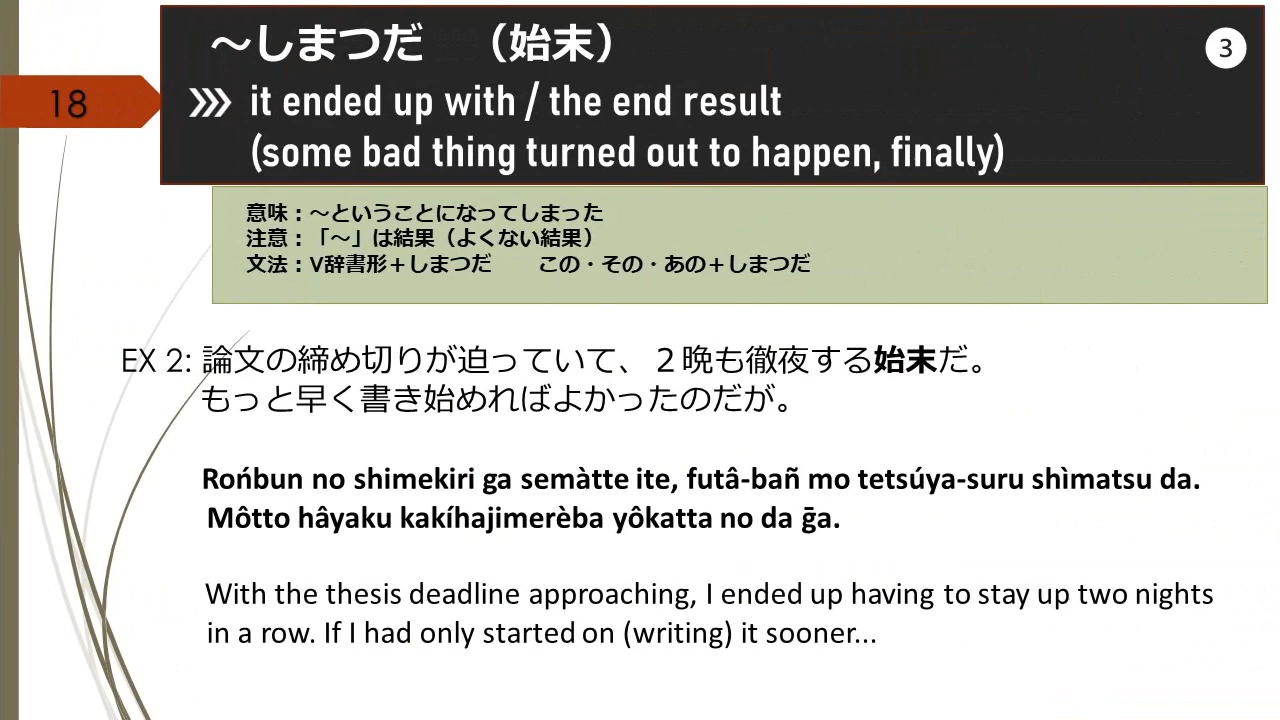 ～しまつだ　（始末）
3
18
it ended up with / the end result
(some bad thing turned out to happen, finally)
意味：～ということになってしまった
注意：「～」は結果（よくない結果）
文法：V辞書形＋しまつだ　　この・その・あの＋しまつだ
EX 2: 論文の締め切りが迫っていて、２晩も徹夜する始末だ。
もっと早く書き始めればよかったのだが。
Rońbun no shimekiri ga semàtte ite, futâ-bañ mo tetsúya-suru shìmatsu da.
Môtto hâyaku kakíhajimerèba yôkatta no da ḡa.
With the thesis deadline approaching, I ended up having to stay up two nights
in a row. If I had only started on (writing) it sooner...